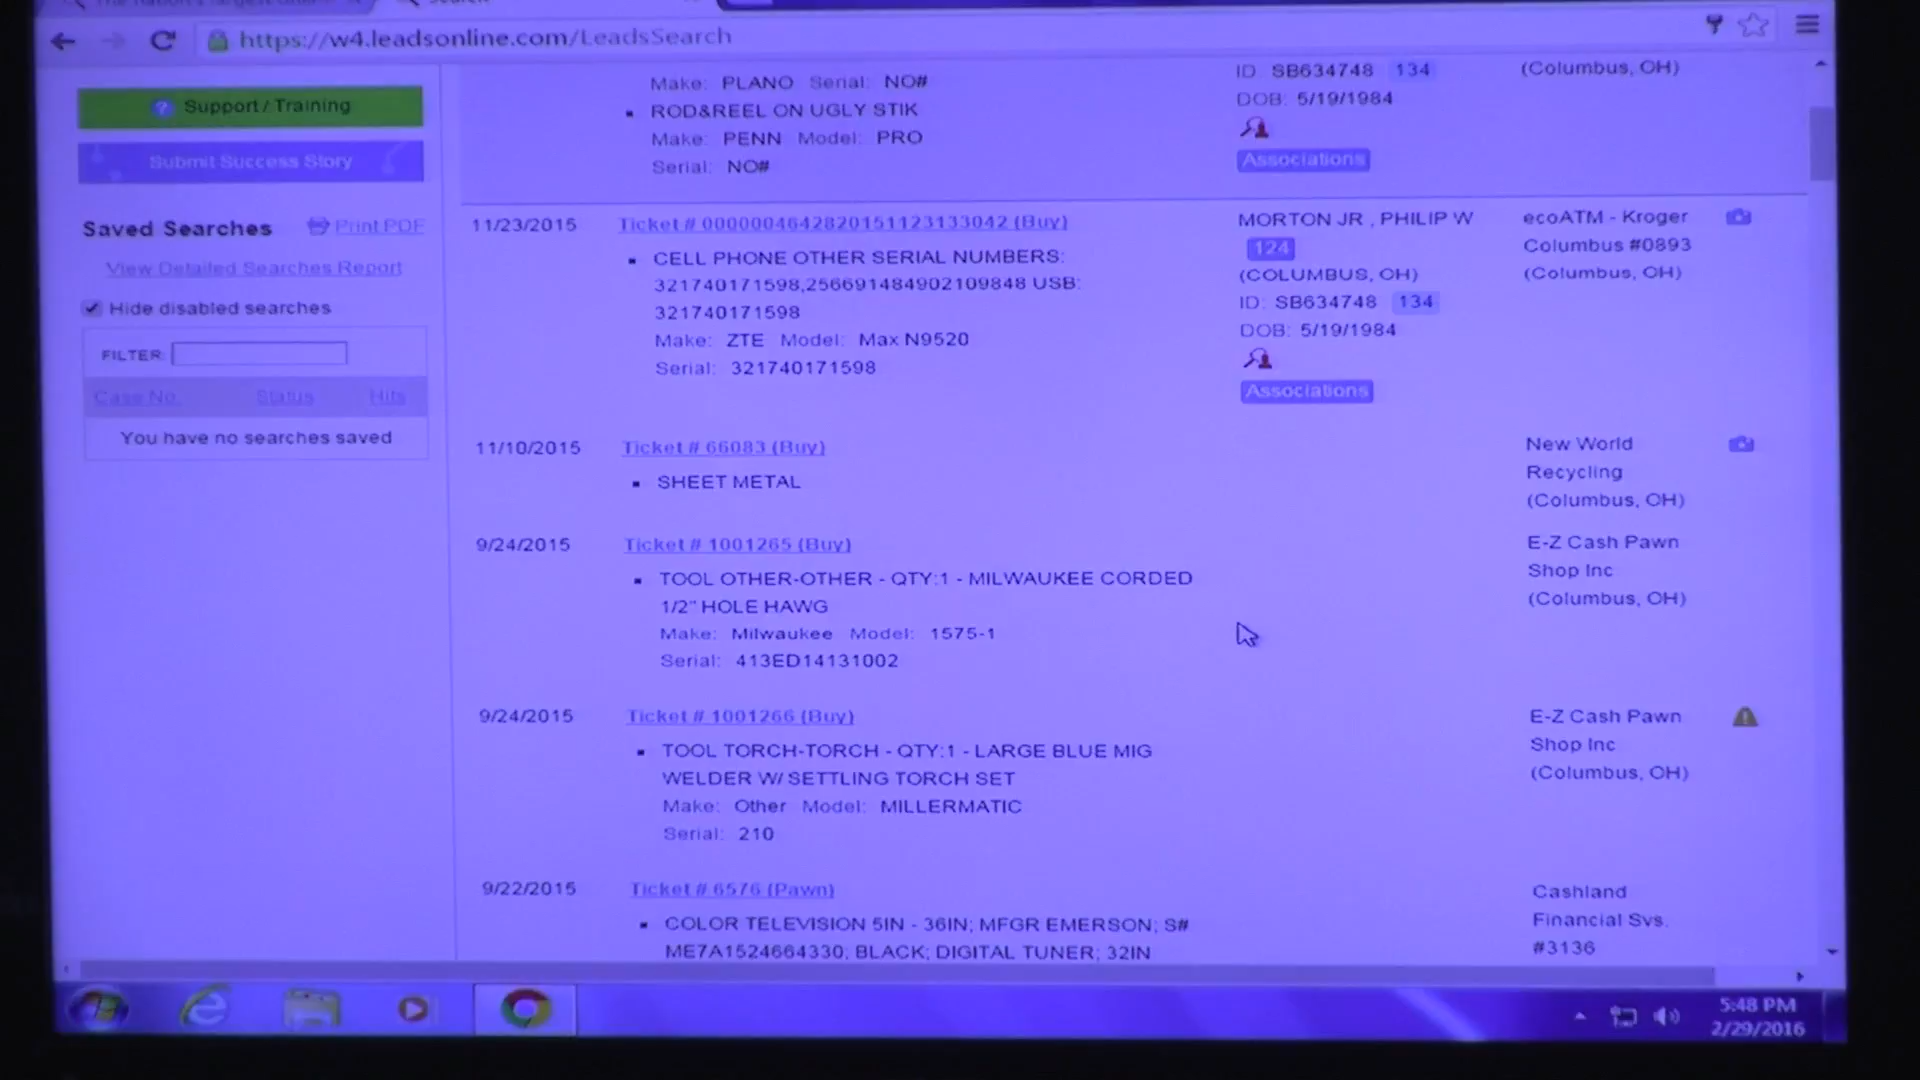 https://w4.leadsonline.com/LeadsSearch
Support / Training
Submit Success Story
Saved Searches Print PDF
View Detailed Searches Report
Hide disabled searches
FILTER:
Case No. Status Hits
You have no searches saved
Make: PLANO Serial: NO#
ROD&REEL ON UGLY STIK
Make: PENN Model: PRO
Serial: NO#
ID SB634748 134
DOB: 5/19/1984
Associations
(Columbus, OH)
11/23/2015
Ticket # 0000004642820151123133042 (Buy)
CELL PHONE OTHER SERIAL NUMBERS:
321740171598,256691484902109848 USB:
321740171598
Make: ZTE Model: Max N9520
Serial: 321740171598
MORTON JR , PHILIP W
124
(COLUMBUS, OH)
ID: SB634748 134
DOB: 5/19/1984
Associations
ecoATM - Kroger
Columbus #0893
(Columbus, OH)
11/10/2015
Ticket # 66083 (Buy)
SHEET METAL
New World
Recycling
(Columbus, OH)
9/24/2015
Ticket # 1001265 (Buy)
TOOL OTHER-OTHER - QTY:1 - MILWAUKEE CORDED
1/2" HOLE HAWG
Make: Milwaukee Model: 1575-1
Serial: 413ED14131002
E-Z Cash Pawn
Shop Inc
(Columbus, OH)
9/24/2015
Ticket # 1001266 (Buy)
TOOL TORCH-TORCH - QTY:1 - LARGE BLUE MIG
WELDER W/ SETTLING TORCH SET
Make: Other Model: MILLERMATIC
Serial: 210
E-Z Cash Pawn
Shop Inc
(Columbus, OH)
9/22/2015
Ticket # 6576 (Pawn)
COLOR TELEVISION 5IN - 36IN; MFGR EMERSON; S#
ME7A1524664330; BLACK; DIGITAL TUNER; 32IN
Cashland
Financial Svs.
#3136
5:48 PM
2/29/2016